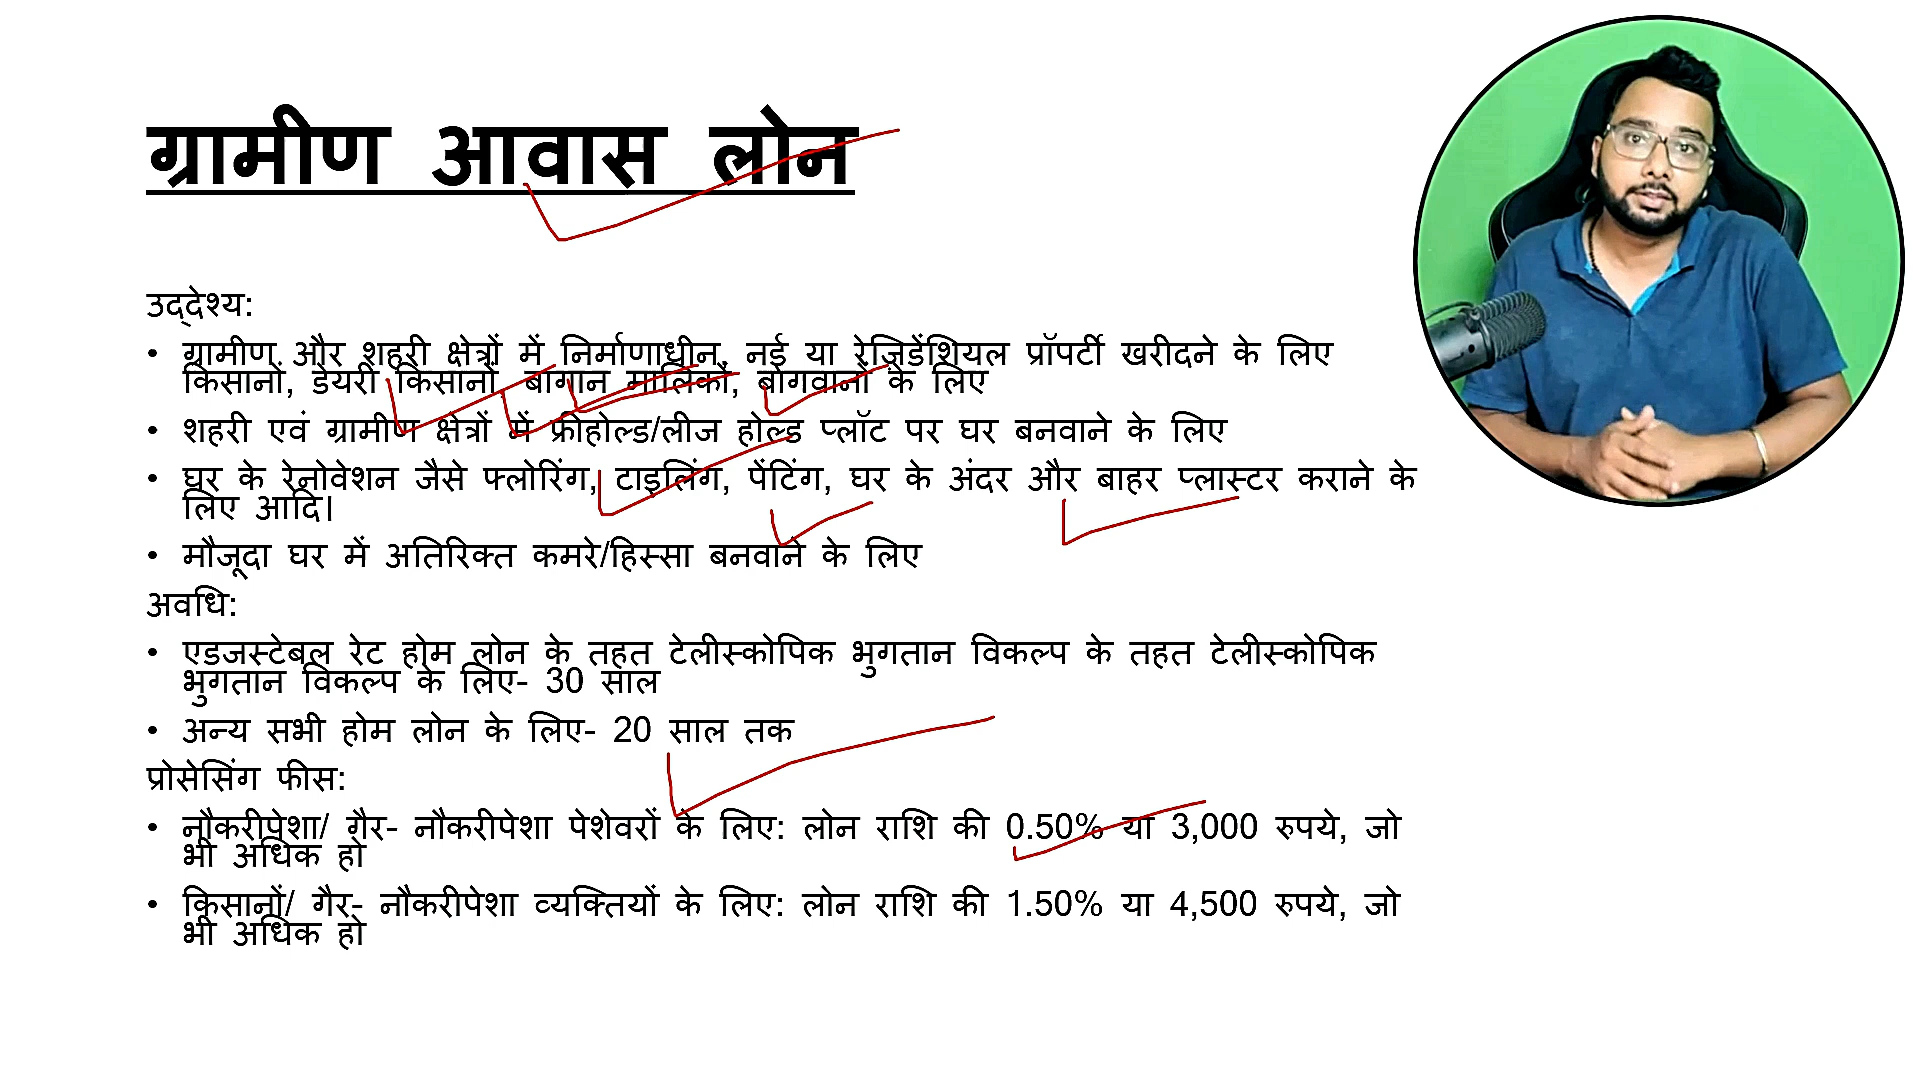 ग्रामीण आवास लोन
उद्देश्य:
• ग्रामीण और शहरी क्षेत्रों में निर्माणाधीन, नई या रेजिडेंशियल प्रॉपर्टी खरीदने के लिए
किसानों, डेयरी किसानों, बागान मालिकों, बागवानों के लिए
• शहरी एवं ग्रामीण क्षेत्रों में फ्रीहोल्ड/लीज होल्ड प्लॉट पर घर बनवाने के लिए
• घर के रेनोवेशन जैसे फ्लोरिंग, टाइलिंग, पेंटिंग, घर के अंदर और बाहर प्लास्टर कराने के
लिए आदि।
• मौजूदा घर में अतिरिक्त कमरे/हिस्सा बनवाने के लिए
अवधि:
• एडजस्टेबल रेट होम लोन के तहत टेलीस्कोपिक भुगतान विकल्प के तहत टेलीस्कोपिक
भुगतान विकल्प के लिए- 30 साल
• अन्य सभी होम लोन के लिए- 20 साल तक
प्रोसेसिंग फीस:
• नौकरीपेशा/ गैर- नौकरीपेशा पेशेवरों के लिए: लोन राशि की 0.50% या 3,000 रुपये, जो
भी अधिक हो
• किसानों/ गैर- नौकरीपेशा व्यक्तियों के लिए: लोन राशि की 1.50% या 4,500 रुपये, जो
भी अधिक हो